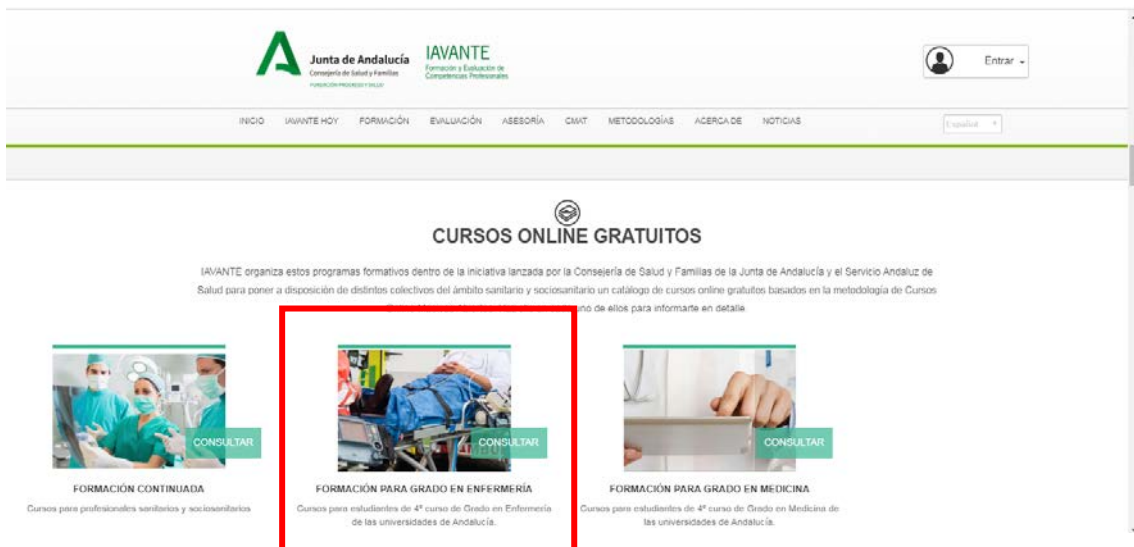 Junta de Andalucía
Consejería de Salud y Familias
FUNDACIÓN PROGRESO Y SALUD
IAVANTE
Formación y Evaluación de
Competencias Profesionales
Entrar
INICIO IAVANTE HOY FORMACIÓN EVALUACIÓN ASESORÍA CMAT METODOLOGÍAS ACERCA DE NOTICIAS
Español
CURSOS ONLINE GRATUITOS
IAVANTE organiza estos programas formativos dentro de la iniciativa lanzada por la Consejería de Salud y Familias de la Junta de Andalucía y el Servicio Andaluz de
Salud para poner a disposición de distintos colectivos del ámbito sanitario y sociosanitario un catálogo de cursos online gratuitos basados en la metodología de Cursos
uno de ellos para informarte en detalle
CONSULTAR
CONSULTAR
CONSULTAR
FORMACIÓN CONTINUADA
Cursos para profesionales sanitarios y sociosanitarios
FORMACIÓN PARA GRADO EN ENFERMERÍA
Cursos para estudiantes de 4º curso de Grado en Enfermería
de las universidades de Andalucía.
FORMACIÓN PARA GRADO EN MEDICINA
Cursos para estudiantes de 4º curso de Grado en Medicina de
las universidades de Andalucía.